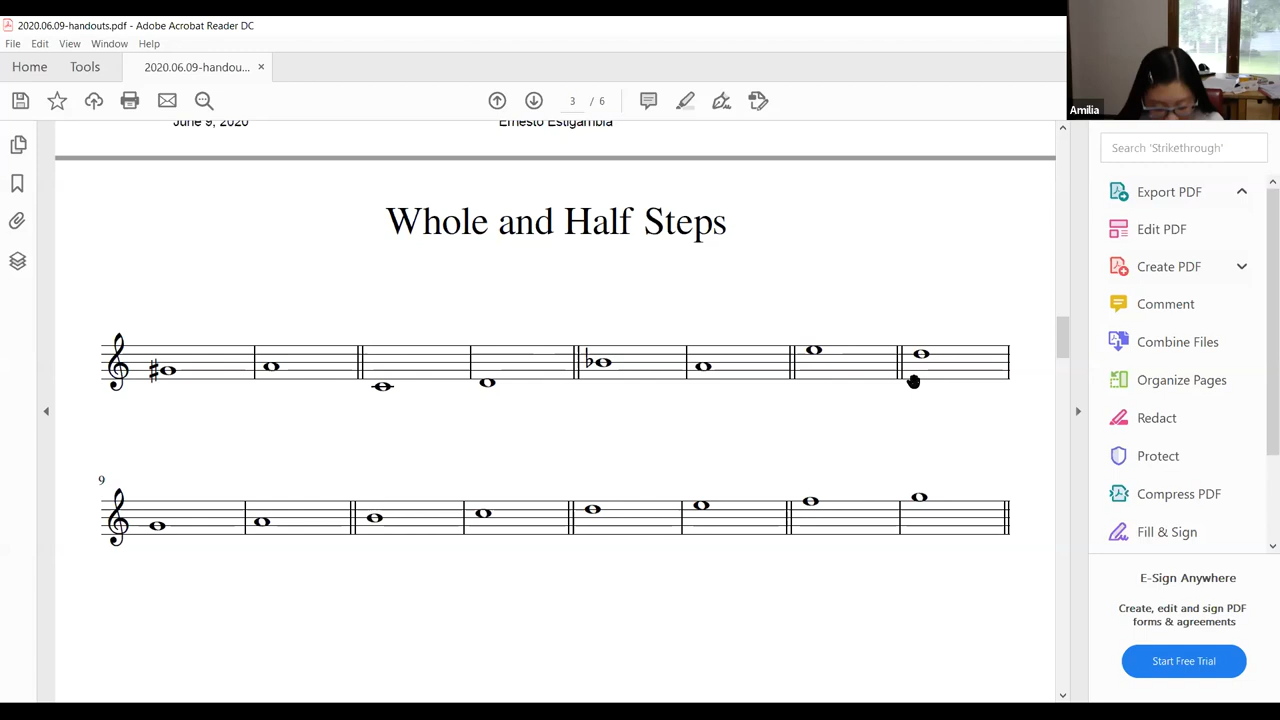 2020.06.09-handouts.pdf - Adobe Acrobat Reader DC
File Edit View Window Help
Home Tools 2020.06.09-handou... ×
3 / 6
Amilia
June 9, 2020 Ernesto Estigambia
Search 'Strikethrough'
Whole and Half Steps
9
Export PDF
Edit PDF
Create PDF
Comment
Combine Files
Organize Pages
Redact
Protect
Compress PDF
Fill & Sign
E-Sign Anywhere
Create, edit and sign PDF
forms & agreements
Start Free Trial